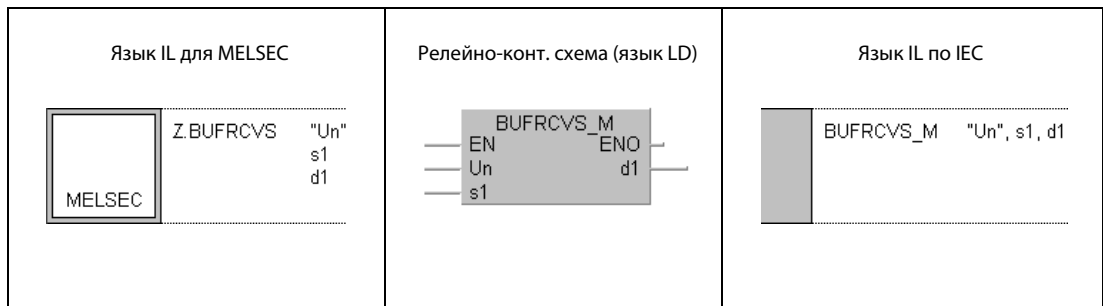 Язык IL для MELSEC
MELSEC
Z.BUFRCVS "Un"
s1
d1
Релейно-конт. схема (язык LD)
BUFRCVS_M
EN ENO
Un d1
s1
Язык IL по IEC
BUFRCVS_M "Un", s1, d1